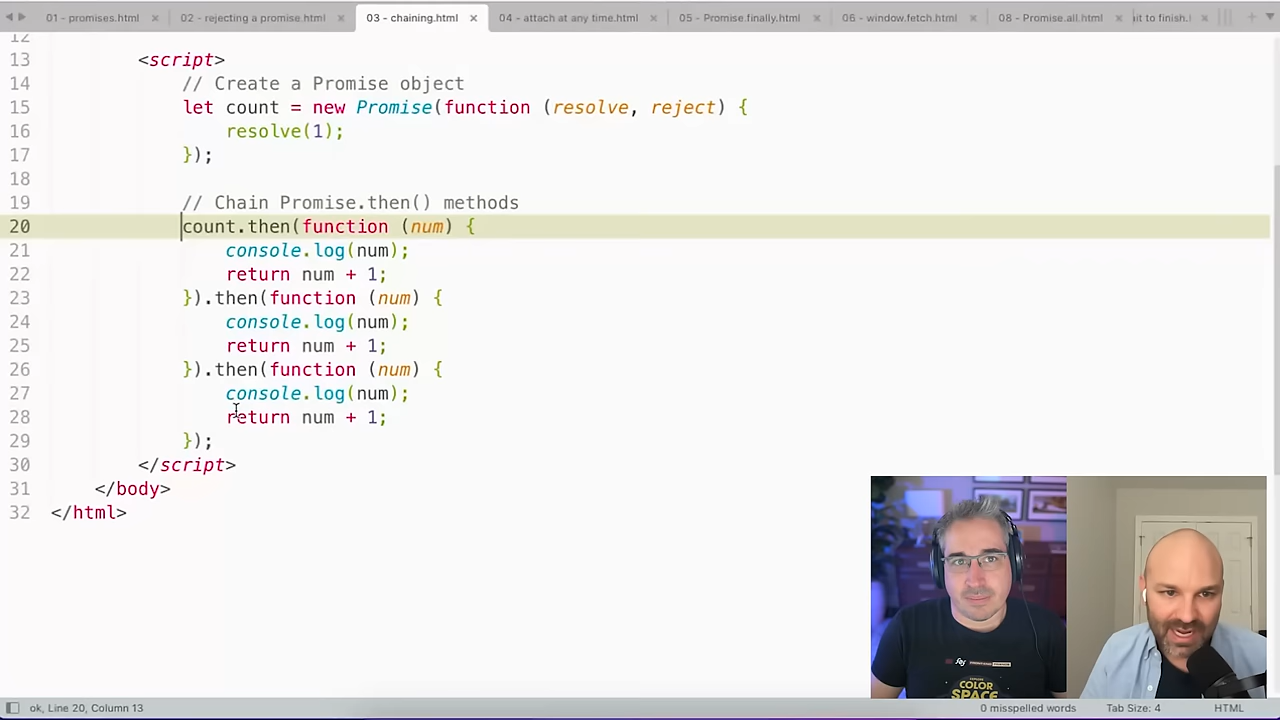 01 - promises.html
02 - rejecting a promise.html
03 - chaining.html
04 - attach at any time.html
05 - Promise.finally.html
06 - window.fetch.html
08 - Promise.all.html
it to finish.
12
13 <script>
14 // Create a Promise object
15 let count = new Promise(function (resolve, reject) {
16 resolve(1);
17 });
18
19 // Chain Promise.then() methods
20 count.then(function (num) {
21 console.log(num);
22 return num + 1;
23 }).then(function (num) {
24 console.log(num);
25 return num + 1;
26 }).then(function (num) {
27 console.log(num);
28 return num + 1;
29 });
30 </script>
31 </body>
32 </html>
COLOR
SPACE
ok, Line 20, Column 13
0 misspelled words
Tab Size: 4
HTML